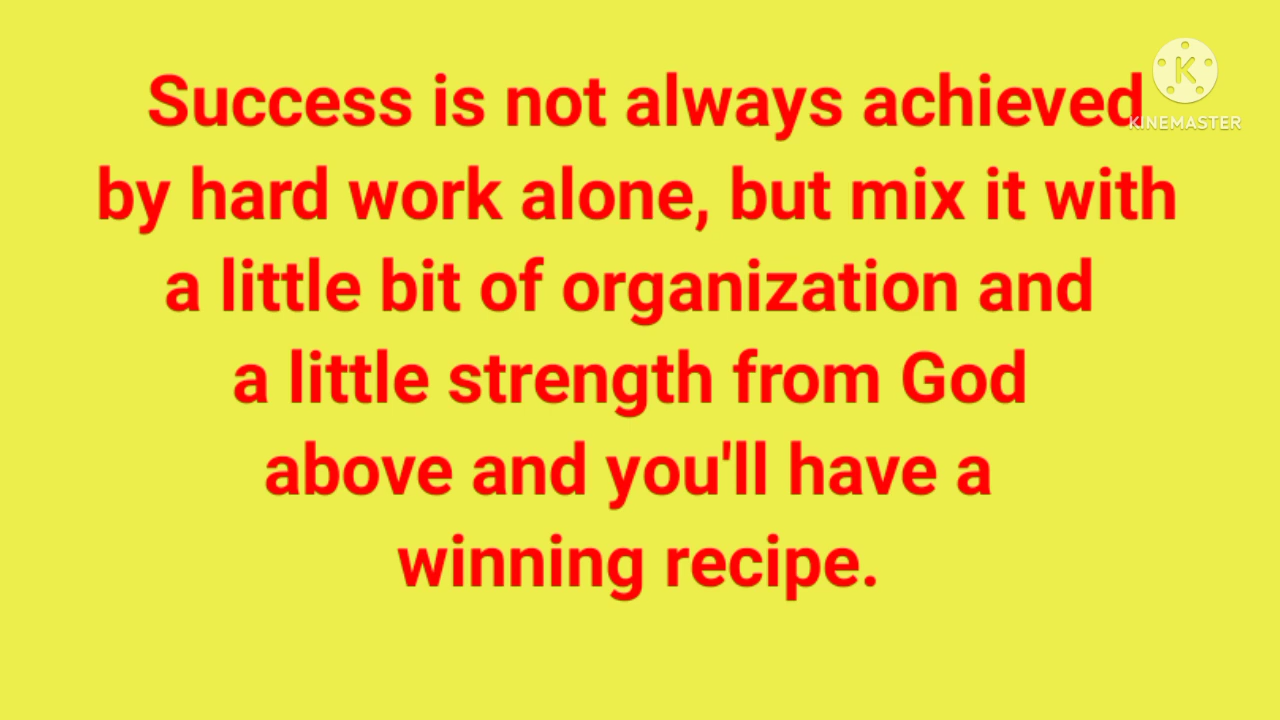 Success is not always achieved
by hard work alone, but mix it with
a little bit of organization and
a little strength from God
above and you'll have a
winning recipe.
K
KINEMASTER